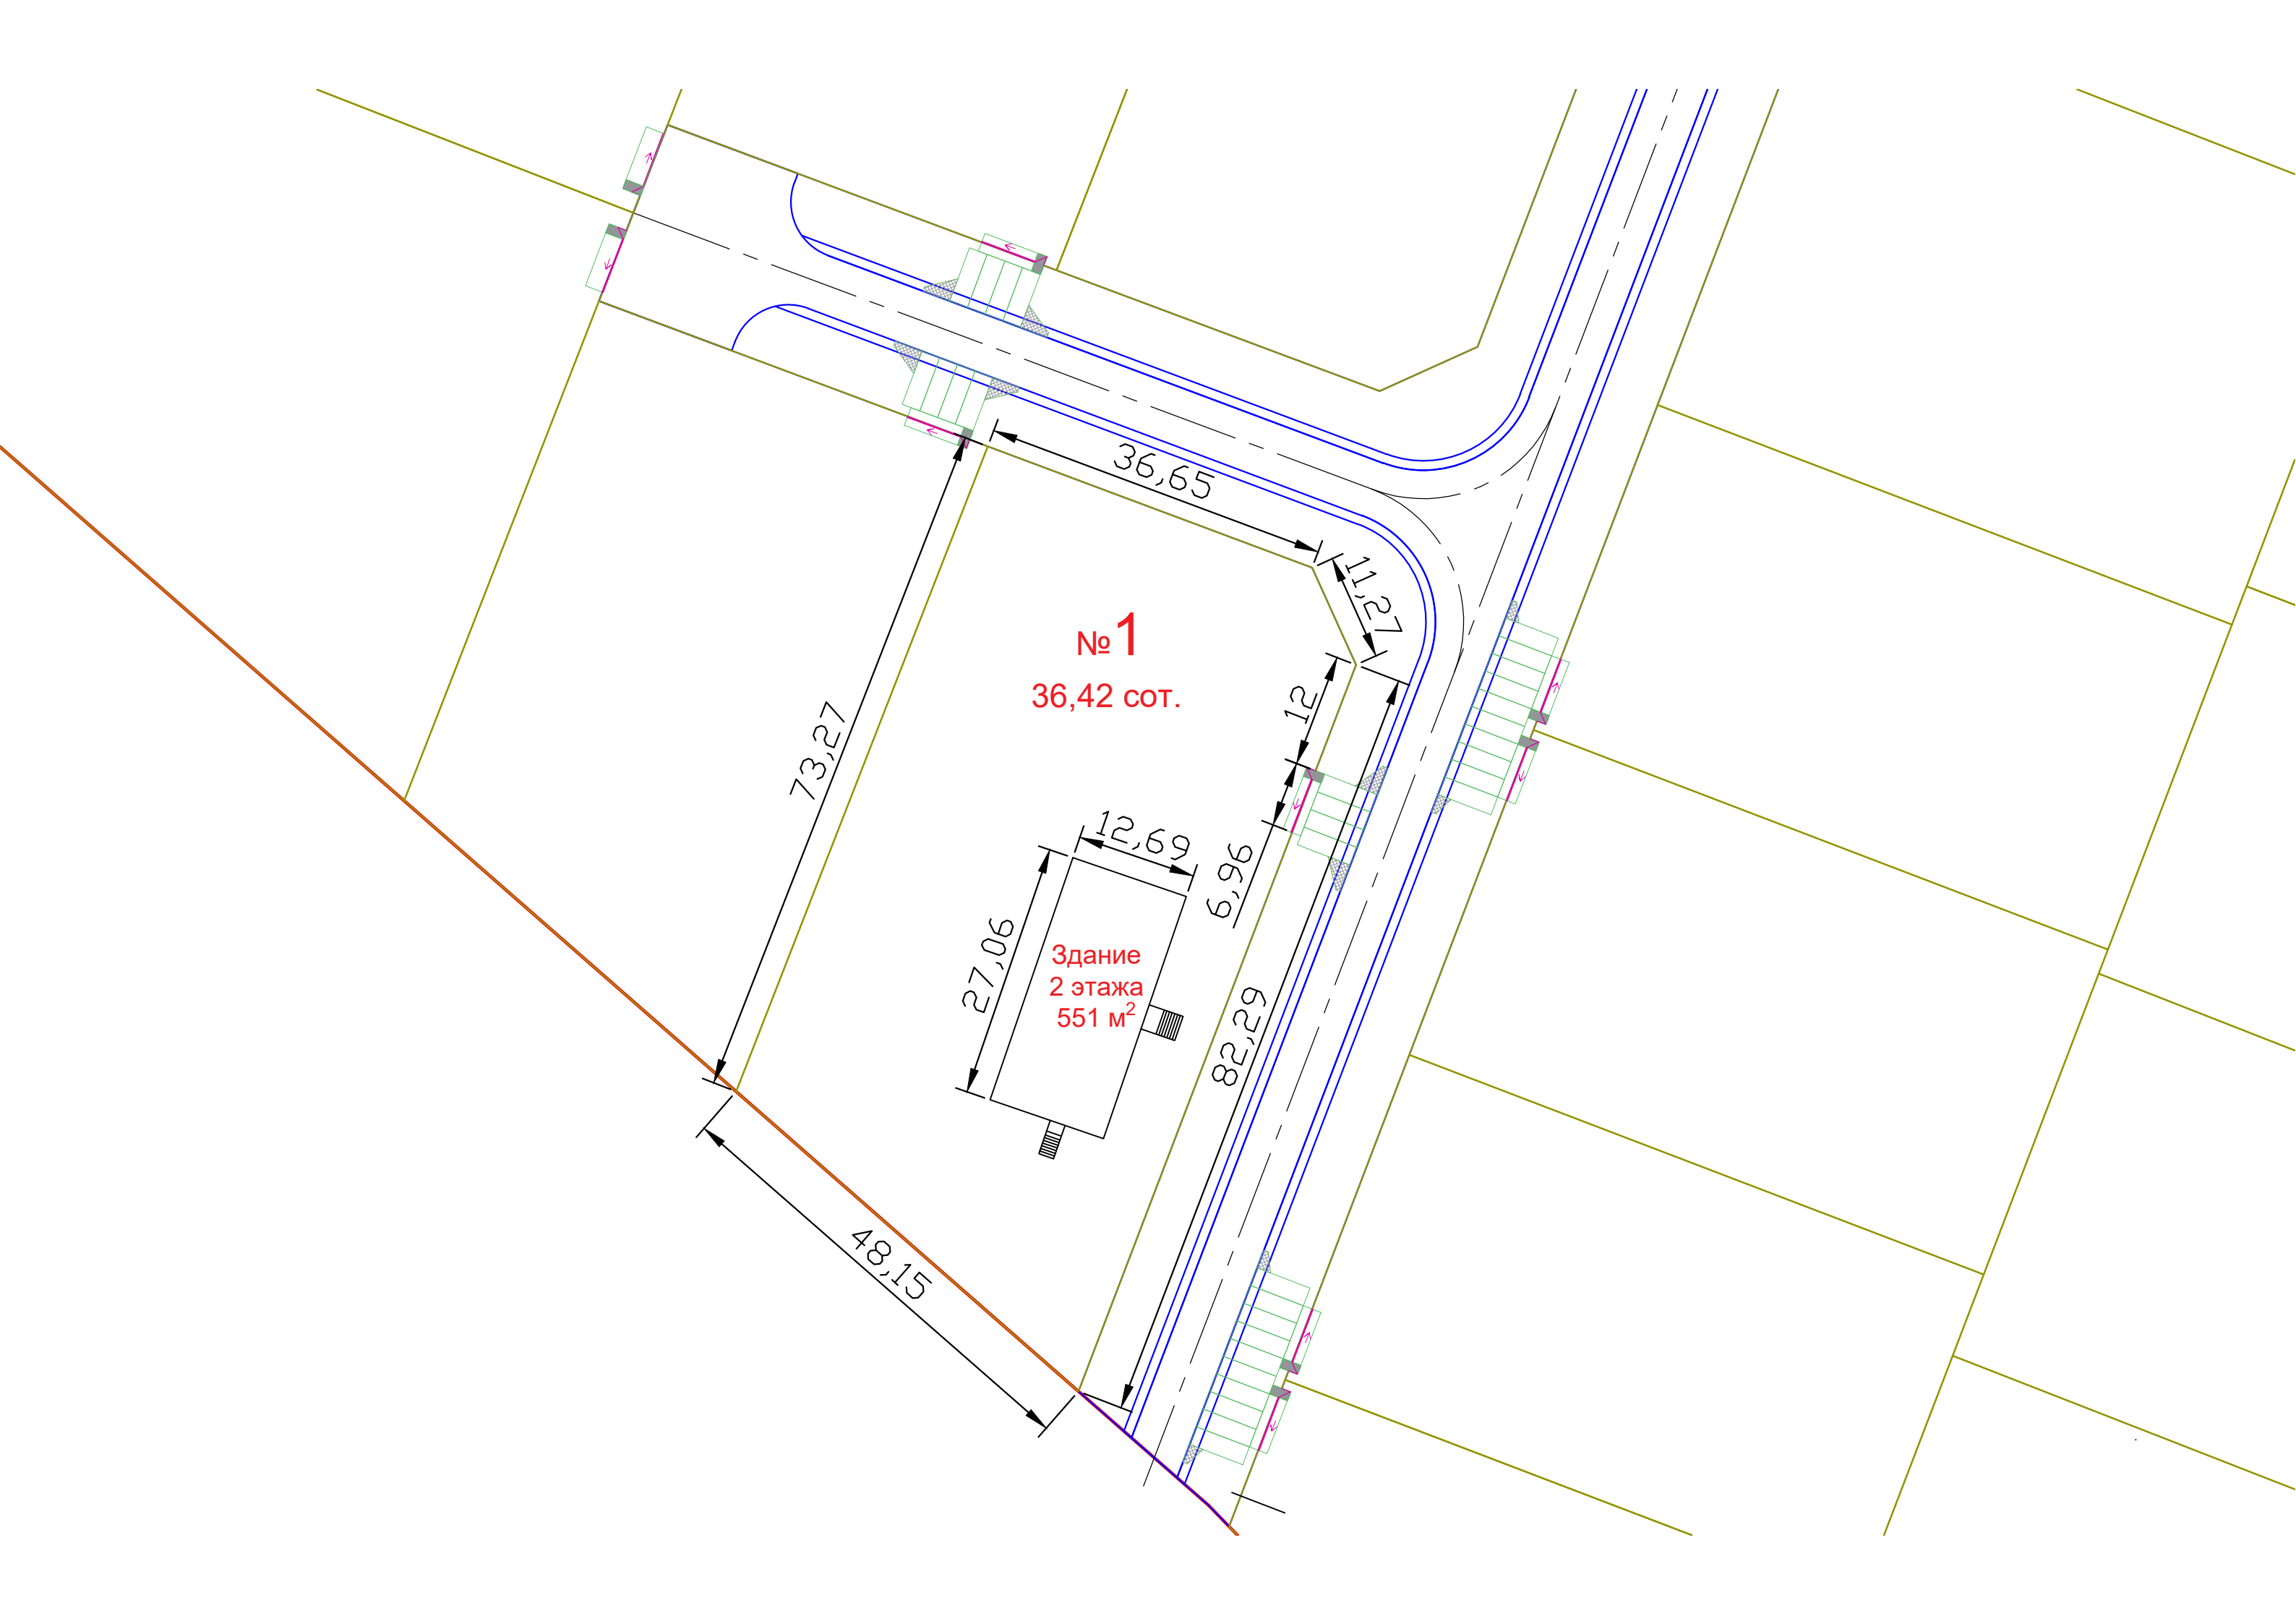 36,65
11,27
№1
36,42 сот.
12
73,27
12,69
6,96
27,06
Здание
2 этажа
551 м²
82,29
48,15